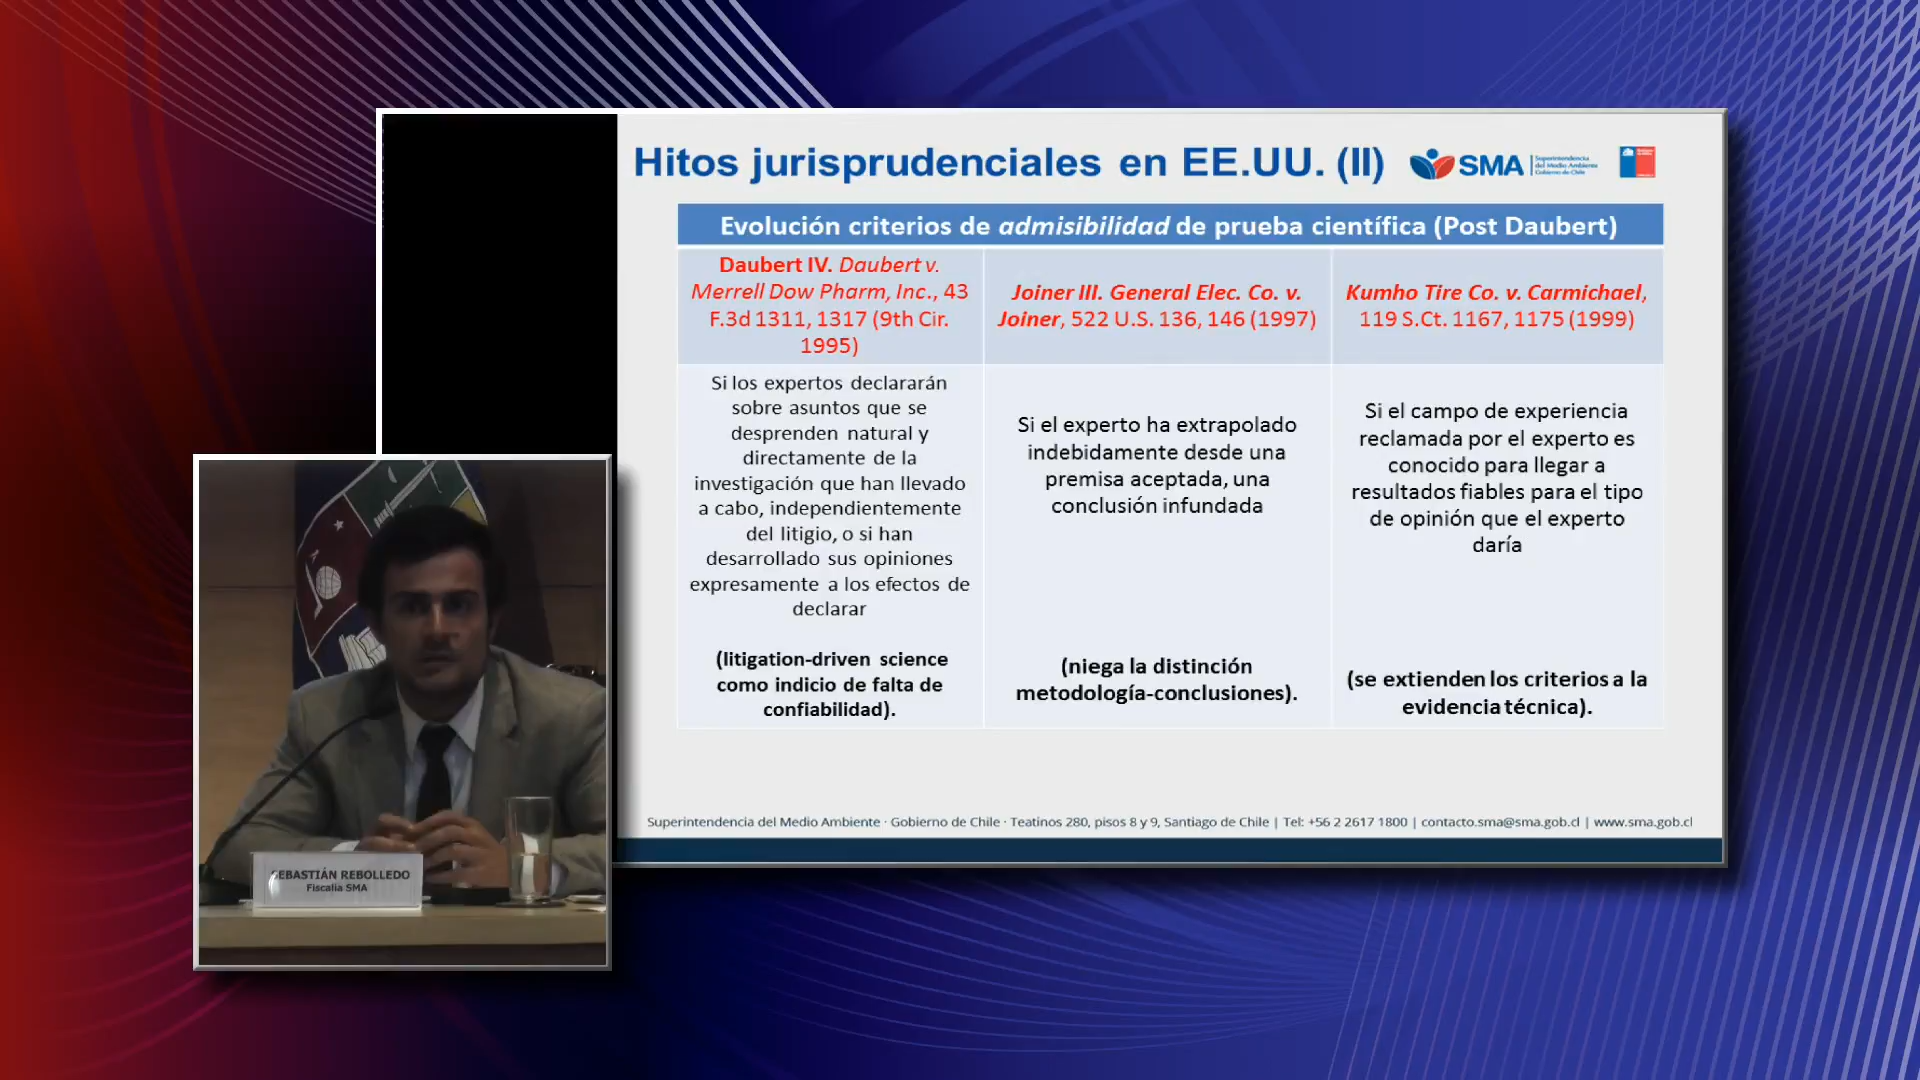 Hitos jurisprudenciales en EE.UU. (II)
SMA
Superintendencia
del Medio Ambiente
Gobierno de Chile
Evolución criterios de admisibilidad de prueba científica (Post Daubert)
Daubert IV. Daubert v.
Merrell Dow Pharm, Inc., 43
F.3d 1311, 1317 (9th Cir.
1995)
Joiner III. General Elec. Co. v.
Joiner, 522 U.S. 136, 146 (1997)
Kumho Tire Co. v. Carmichael,
119 S.Ct. 1167, 1175 (1999)
Si los expertos declararán
sobre asuntos que se
desprenden natural y
directamente de la
investigación que han llevado
a cabo, independientemente
del litigio, o si han
desarrollado sus opiniones
expresamente a los efectos de
declarar
(litigation-driven science
como indicio de falta de
confiabilidad).
Si el experto ha extrapolado
indebidamente desde una
premisa aceptada, una
conclusión infundada
(niega la distinción
metodología-conclusiones).
Si el campo de experiencia
reclamada por el experto es
conocido para llegar a
resultados fiables para el tipo
de opinión que el experto
daría
(se extienden los criterios a la
evidencia técnica).
Superintendencia del Medio Ambiente · Gobierno de Chile · Teatinos 280, pisos 8 y 9, Santiago de Chile | Tel: +56 2 2617 1800 | contacto.sma@sma.gob.cl | www.sma.gob.cl
SEBASTIÁN REBOLLEDO
Fiscalía SMA